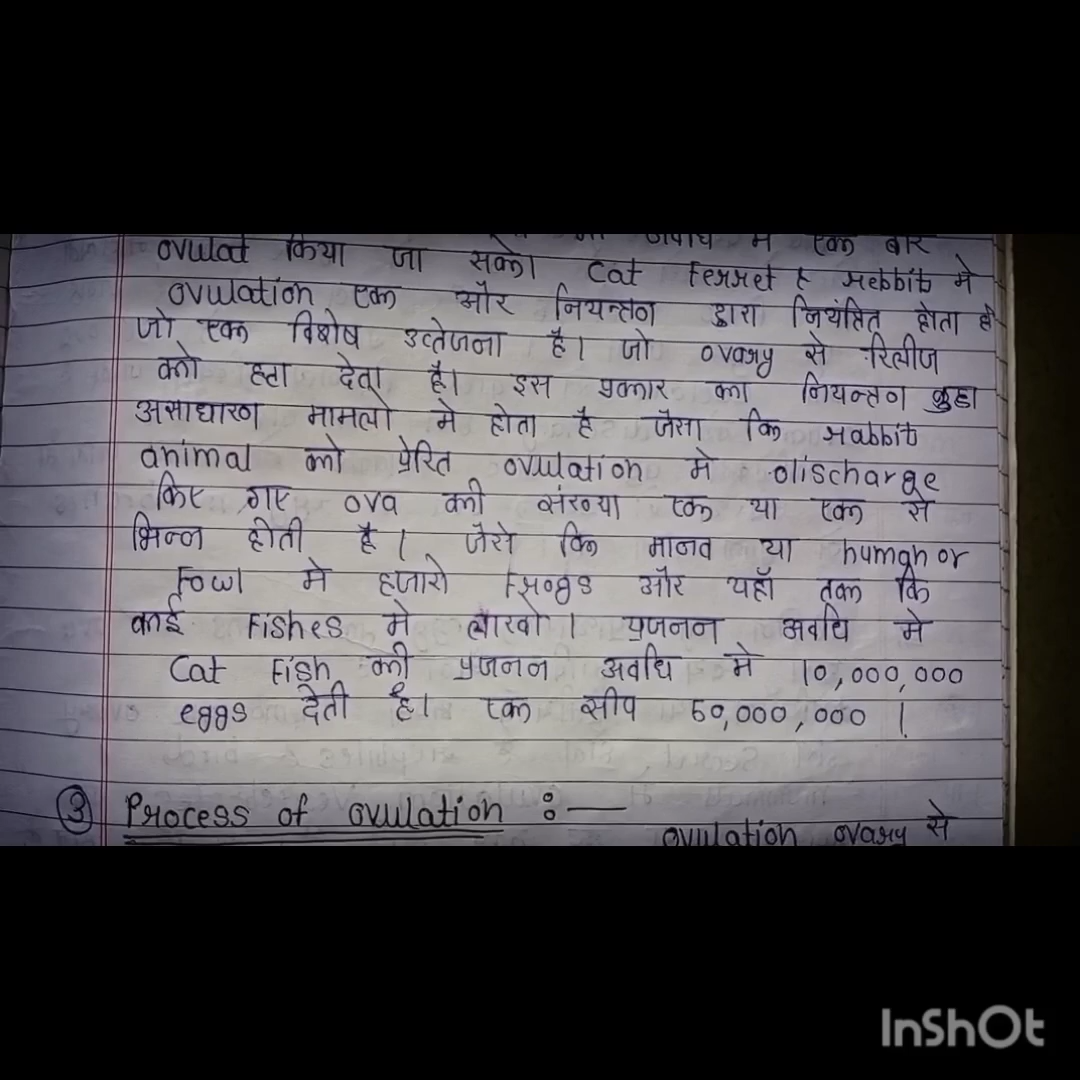 में एक बार
ovulat किया जा सके। Cat Ferret & rebbit मे
ovulation एक और नियन्त्रण द्वारा नियंत्रित होता है
जो एक विशेष उत्तेजना है। जो ovary से रिलीज
को हटा देता है। इस प्रकार का नियन्त्रण कुछ
असाधारण मामलो मे होता है जैसा कि rabbit
animal को प्रेरित ovulation मे discharge
किए गए ova की संख्या एक या एक से
भिन्न होती है। जैसे कि मानव या human or
Fowl मे हजारो Frogs और यहाँ तक कि
कई Fishes मे लाखो। प्रजनन अवधि मे
Cat Fish की प्रजनन अवधि मे 10,000,000
eggs देती है। एक सीप 60,000,000।
③ Process of ovulation :—
ovulation ovary से
InShOt